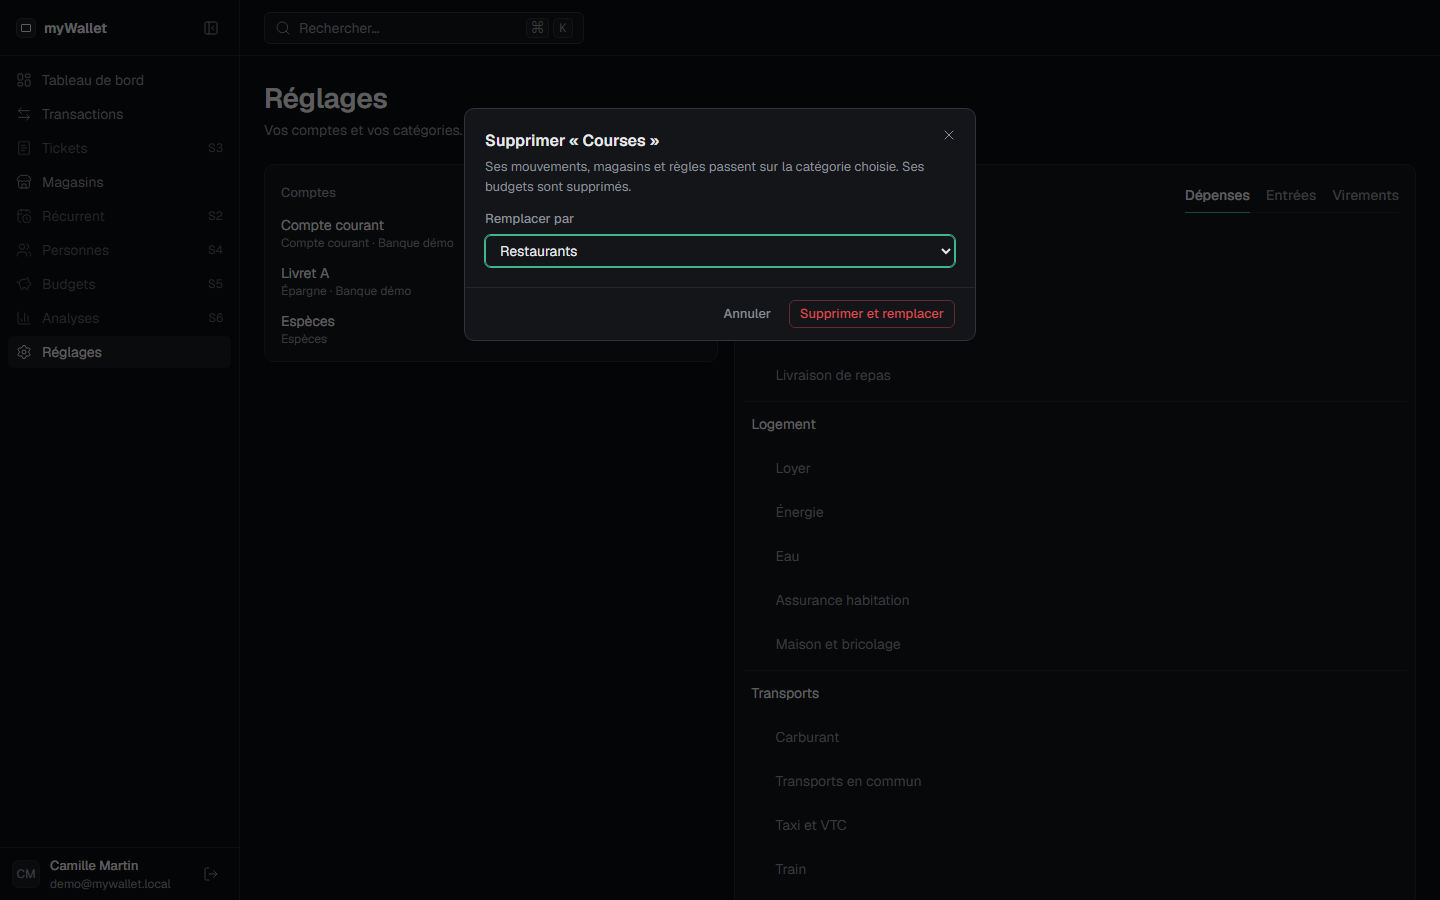 myWallet
Rechercher...
⌘ K
Tableau de bord
Transactions
Tickets S3
Magasins
Récurrent S2
Personnes S4
Budgets S5
Analyses S6
Réglages
CM
Camille Martin
demo@mywallet.local
Réglages
Vos comptes et vos catégories.
Comptes
Compte courant
Compte courant · Banque démo
Livret A
Épargne · Banque démo
Espèces
Espèces
Supprimer « Courses »
Ses mouvements, magasins et règles passent sur la catégorie choisie. Ses
budgets sont supprimés.
Remplacer par
Restaurants
Annuler Supprimer et remplacer
Dépenses Entrées Virements
Livraison de repas
Logement
Loyer
Énergie
Eau
Assurance habitation
Maison et bricolage
Transports
Carburant
Transports en commun
Taxi et VTC
Train